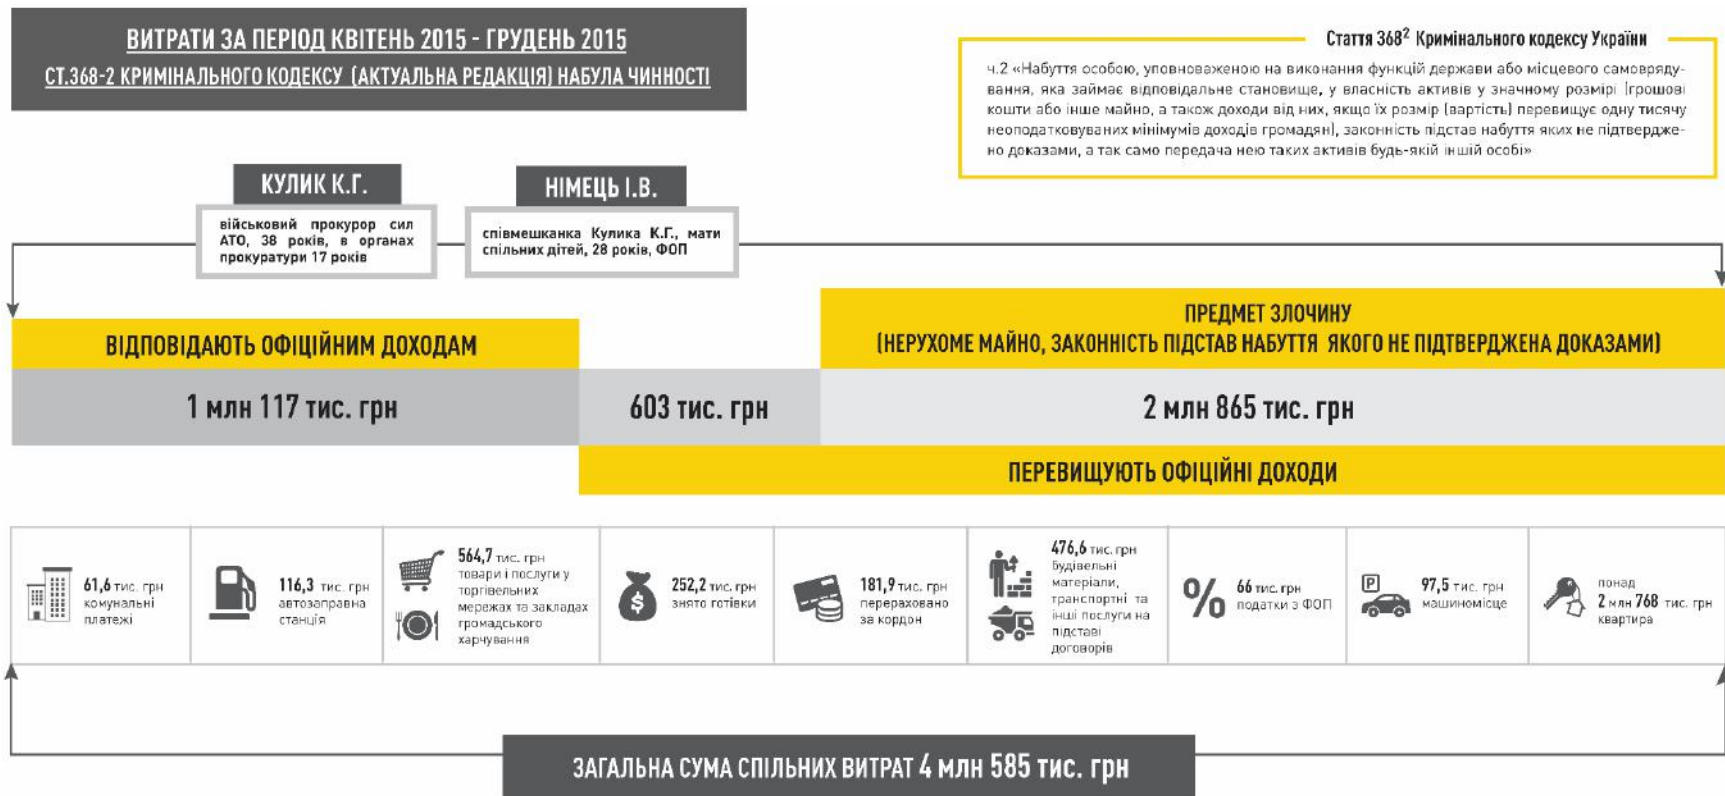 ВИТРАТИ ЗА ПЕРІОД КВІТЕНЬ 2015 - ГРУДЕНЬ 2015
СТ.368-2 КРИМІНАЛЬНОГО КОДЕКСУ (АКТУАЛЬНА РЕДАКЦІЯ) НАБУЛА ЧИННОСТІ
Стаття 368² Кримінального кодексу України
ч.2 «Набуття особою, уповноваженою на виконання функцій держави або місцевого самовряду-
вання, яка займає відповідальне становище, у власність активів у значному розмірі (грошові
кошти або інше майно, а також доходи від них, якщо їх розмір (вартість) перевищує одну тисячу
неоподатковуваних мінімумів доходів громадян), законність підстав набуття яких не підтвердже-
но доказами, а так само передача нею таких активів будь-якій іншій особі»
КУЛИК К.Г.
військовий прокурор сил
АТО, 38 років, в органах
прокуратури 17 років
НІМЕЦЬ І.В.
співмешканка Кулика К.Г., мати
спільних дітей, 28 років, ФОП
ВІДПОВІДАЮТЬ ОФІЦІЙНИМ ДОХОДАМ
ПРЕДМЕТ ЗЛОЧИНУ
(НЕРУХОМЕ МАЙНО, ЗАКОННІСТЬ ПІДСТАВ НАБУТТЯ ЯКОГО НЕ ПІДТВЕРДЖЕНА ДОКАЗАМИ)
1 млн 117 тис. грн
603 тис. грн
2 млн 865 тис. грн
ПЕРЕВИЩУЮТЬ ОФІЦІЙНІ ДОХОДИ
61,6 тис. грн
комунальні
платежі
116,3 тис. грн
автозаправна
станція
564,7 тис. грн
товари і послуги у
торгівельних
мережах та закладах
громадського
харчування
$
252,2 тис. грн
знято готівки
181,9 тис. грн
перераховано
за кордон
476,6 тис. грн
будівельні
матеріали,
транспортні та
інші послуги на
підставі
договорів
%
66 тис. грн
податки з ФОП
P
97,5 тис. грн
машиномісце
понад
2 млн 768 тис. грн
квартира
ЗАГАЛЬНА СУМА СПІЛЬНИХ ВИТРАТ 4 млн 585 тис. грн